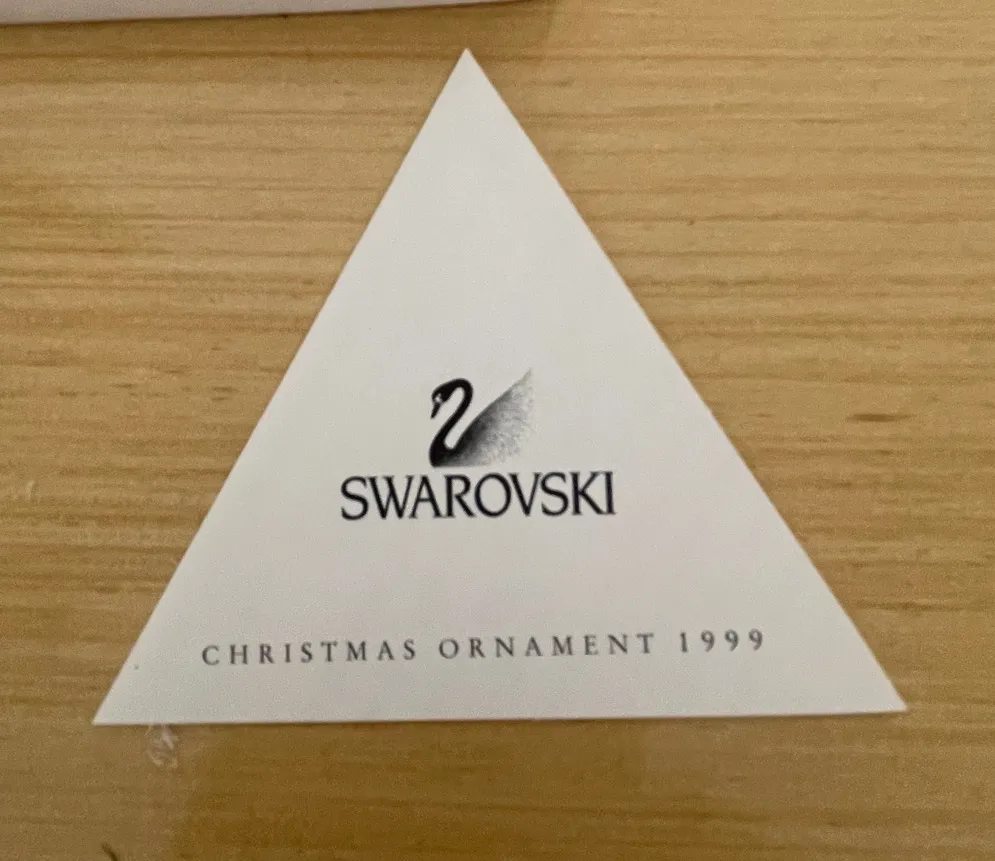 SWAROVSKI
CHRISTMAS ORNAMENT 1999